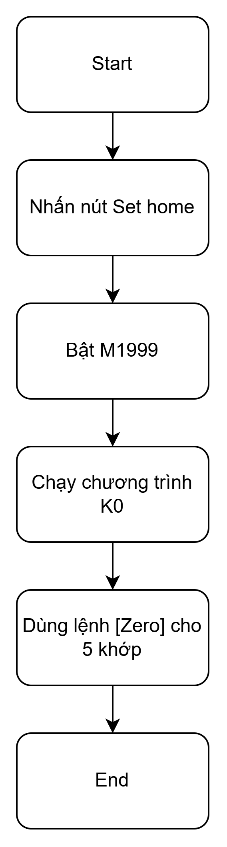 Start
Nhấn nút Set home
Bật M1999
Chạy chương trình
K0
Dùng lệnh [Zero] cho
5 khớp
End